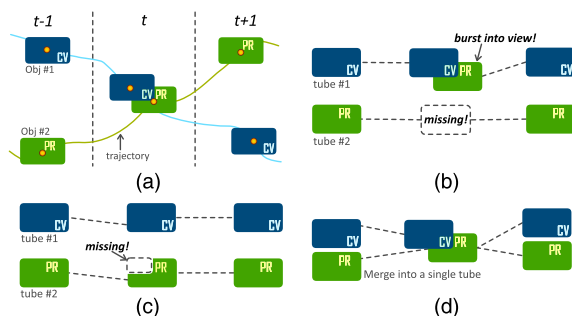 t-1
t
t+1
CV
Obj #1
PR
CV
PR
Obj #2
PR
trajectory
CV
(a)
burst into view!
CV
CV
PR
CV
tube #1
PR
missing!
PR
tube #2
(b)
CV
CV
CV
tube #1
missing!
PR
PR
PR
tube #2
(c)
CV
CV
CV
PR
PR
PR
Merge into a single tube
(d)